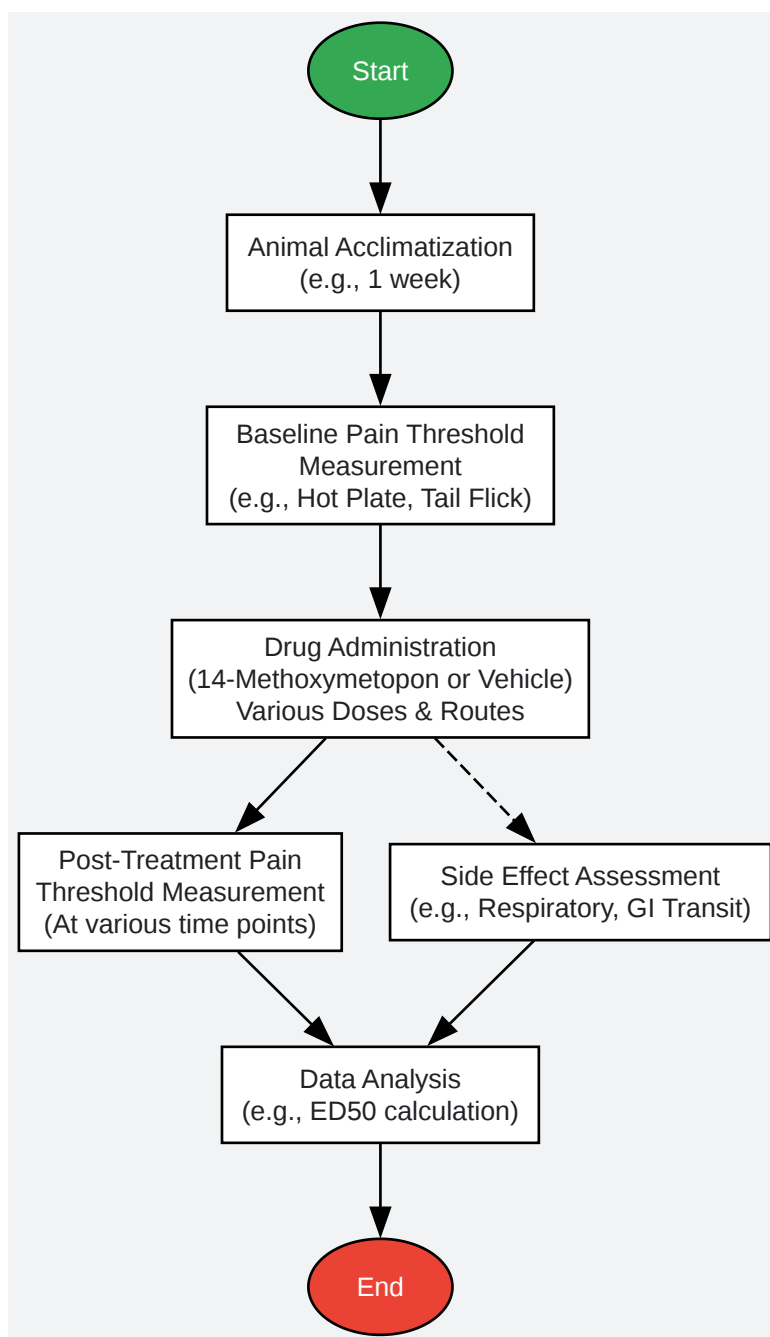 Start
Animal Acclimatization
(e.g., 1 week)
Baseline Pain Threshold
Measurement
(e.g., Hot Plate, Tail Flick)
Drug Administration
(14-Methoxymetopon or Vehicle)
Various Doses & Routes
Post-Treatment Pain
Threshold Measurement
(At various time points)
Side Effect Assessment
(e.g., Respiratory, GI Transit)
Data Analysis
(e.g., ED50 calculation)
End